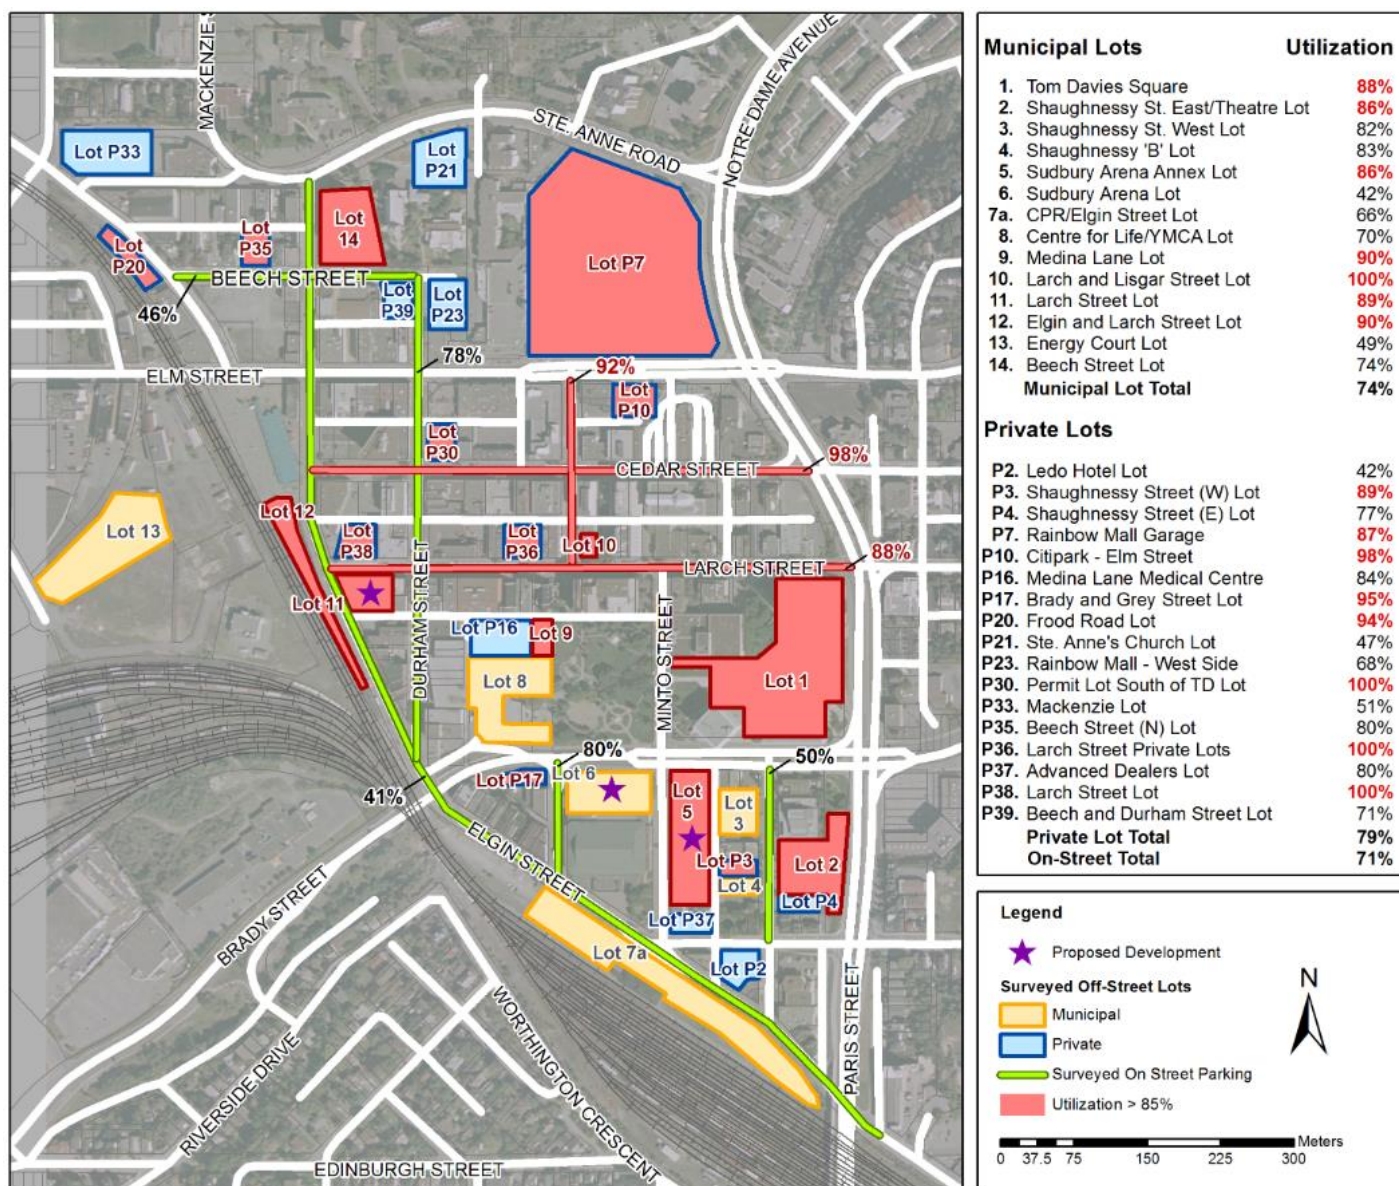 MACKENZIE S
STE. ANNE ROAD
NOTRE DAME AVENUE
Lot P33
Lot
P21
Lot
14
Lot
P35
Lot
P20
Lot P7
BEECH STREET
46%
Lot
P39
Lot
P23
78%
ELM STREET
92%
Lot
P10
Lot
P30
CEDAR STREET
98%
Lot 13
Lot 12
Lot
P38
Lot
P36
Lot 10
88%
LARCH STREET
Lot 11
DURHAM STREET
Lot P16
Lot 9
MINTO STREET
Lot 8
Lot 1
80%
50%
Lot P17
Lot 6
41%
Lot
5
Lot
3
ELGIN STREET
Lot P3
Lot 2
Lot 4
Lot P4
BRADY STREET
Lot P37
Lot 7a
Lot P2
PARIS STREET
WORTHINGTON CRESCENT
RIVERSIDE DRIVE
EDINBURGH STREET
Municipal Lots Utilization
1. Tom Davies Square 88%
2. Shaughnessy St. East/Theatre Lot 86%
3. Shaughnessy St. West Lot 82%
4. Shaughnessy 'B' Lot 83%
5. Sudbury Arena Annex Lot 86%
6. Sudbury Arena Lot 42%
7a. CPR/Elgin Street Lot 66%
8. Centre for Life/YMCA Lot 70%
9. Medina Lane Lot 90%
10. Larch and Lisgar Street Lot 100%
11. Larch Street Lot 89%
12. Elgin and Larch Street Lot 90%
13. Energy Court Lot 49%
14. Beech Street Lot 74%
Municipal Lot Total 74%
Private Lots
P2. Ledo Hotel Lot 42%
P3. Shaughnessy Street (W) Lot 89%
P4. Shaughnessy Street (E) Lot 77%
P7. Rainbow Mall Garage 87%
P10. Citipark - Elm Street 98%
P16. Medina Lane Medical Centre 84%
P17. Brady and Grey Street Lot 95%
P20. Frood Road Lot 94%
P21. Ste. Anne's Church Lot 47%
P23. Rainbow Mall - West Side 68%
P30. Permit Lot South of TD Lot 100%
P33. Mackenzie Lot 51%
P35. Beech Street (N) Lot 80%
P36. Larch Street Private Lots 100%
P37. Advanced Dealers Lot 80%
P38. Larch Street Lot 100%
P39. Beech and Durham Street Lot 71%
Private Lot Total 79%
On-Street Total 71%
Legend
Proposed Development
Surveyed Off-Street Lots
Municipal
Private
Surveyed On Street Parking
Utilization > 85%
N
Meters
0 37.5 75 150 225 300